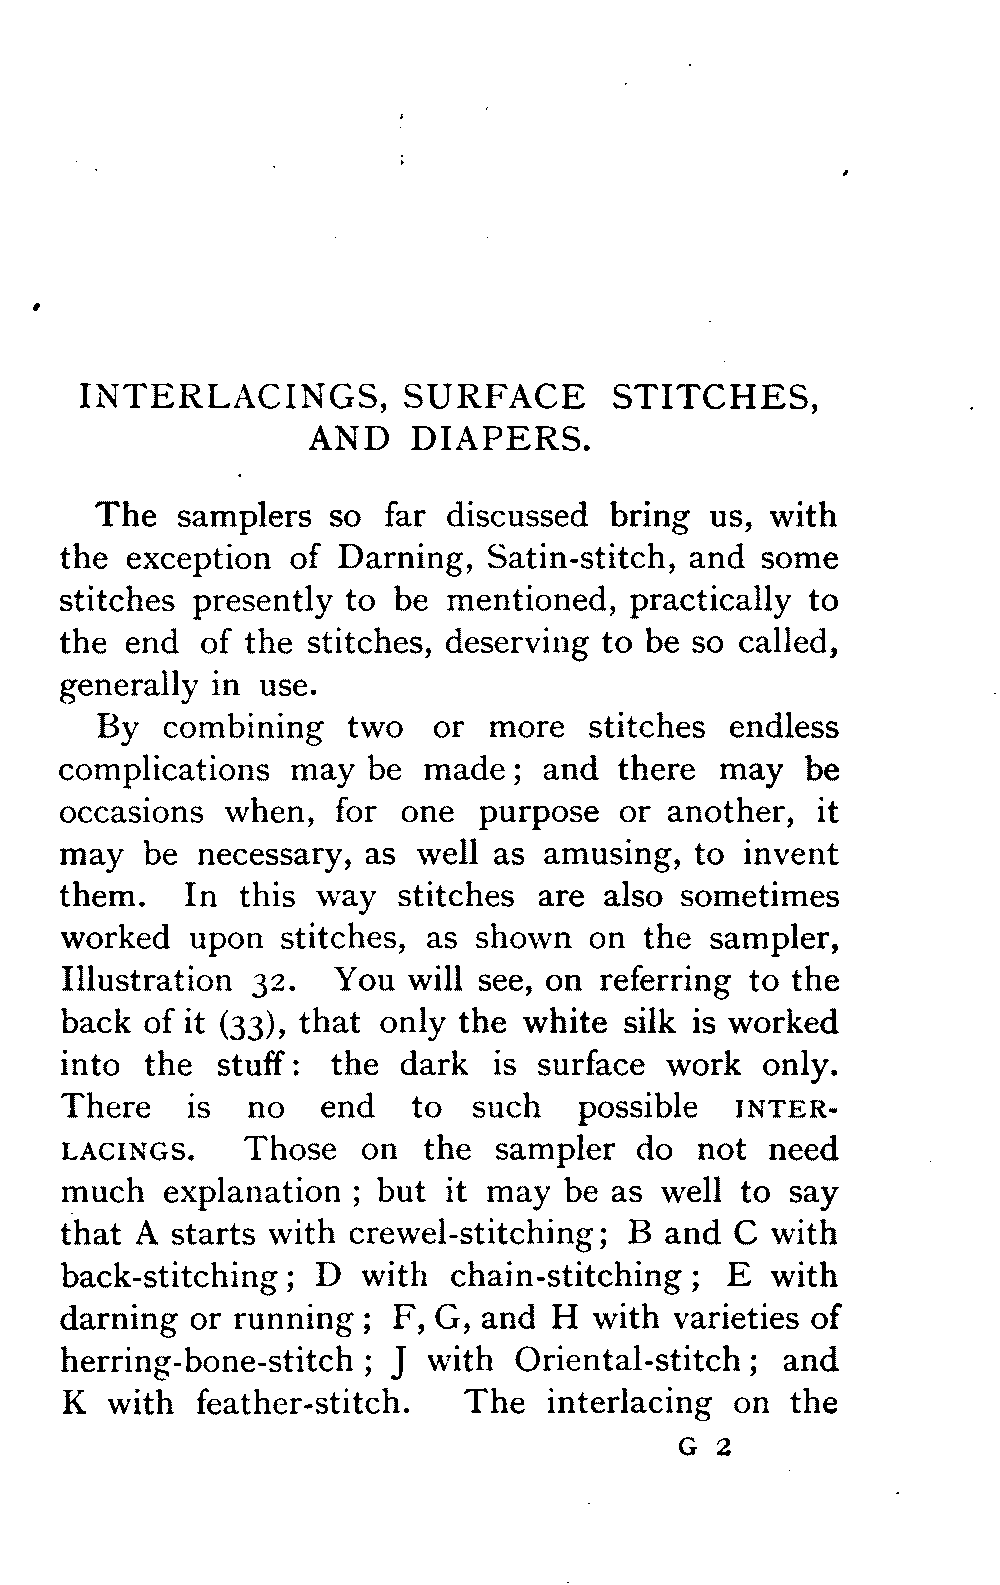 INTERLACINGS, SURFACE STITCHES,
AND DIAPERS.
The samplers so far discussed bring us, with
the exception of Darning, Satin-stitch, and some
stitches presently to be mentioned, practically to
the end of the stitches, deserving to be so called,
generally in use.
By combining two or more stitches endless
complications may be made; and there may be
occasions when, for one purpose or another, it
may be necessary, as well as amusing, to invent
them. In this way stitches are also sometimes
worked upon stitches, as shown on the sampler,
Illustration 32. You will see, on referring to the
back of it (33), that only the white silk is worked
into the stuff: the dark is surface work only.
There is no end to such possible INTER-
LACINGS. Those on the sampler do not need
much explanation ; but it may be as well to say
that A starts with crewel-stitching; B and C with
back-stitching; D with chain-stitching; E with
darning or running; F, G, and H with varieties of
herring-bone-stitch ; J with Oriental-stitch; and
K with feather-stitch. The interlacing on the
G 2